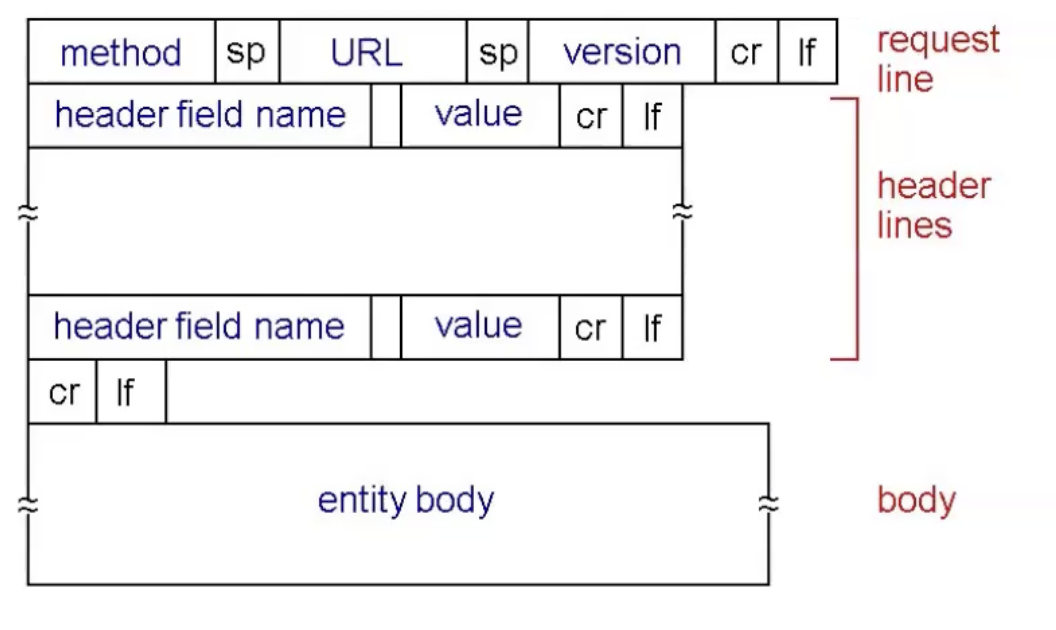 method sp URL sp version cr lf
request
line
header field name value cr lf
header
lines
header field name value cr lf
cr lf
entity body
body